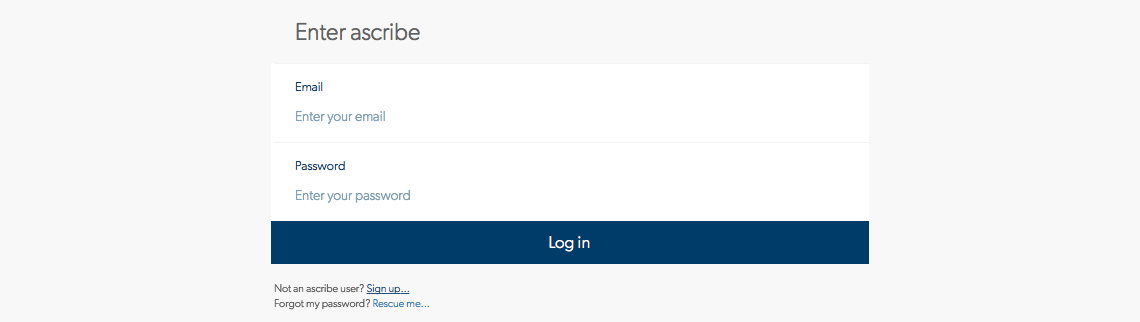 Enter ascribe
Email
Enter your email
Password
Enter your password
Log in
Not an ascribe user? Sign up...
Forgot my password? Rescue me...